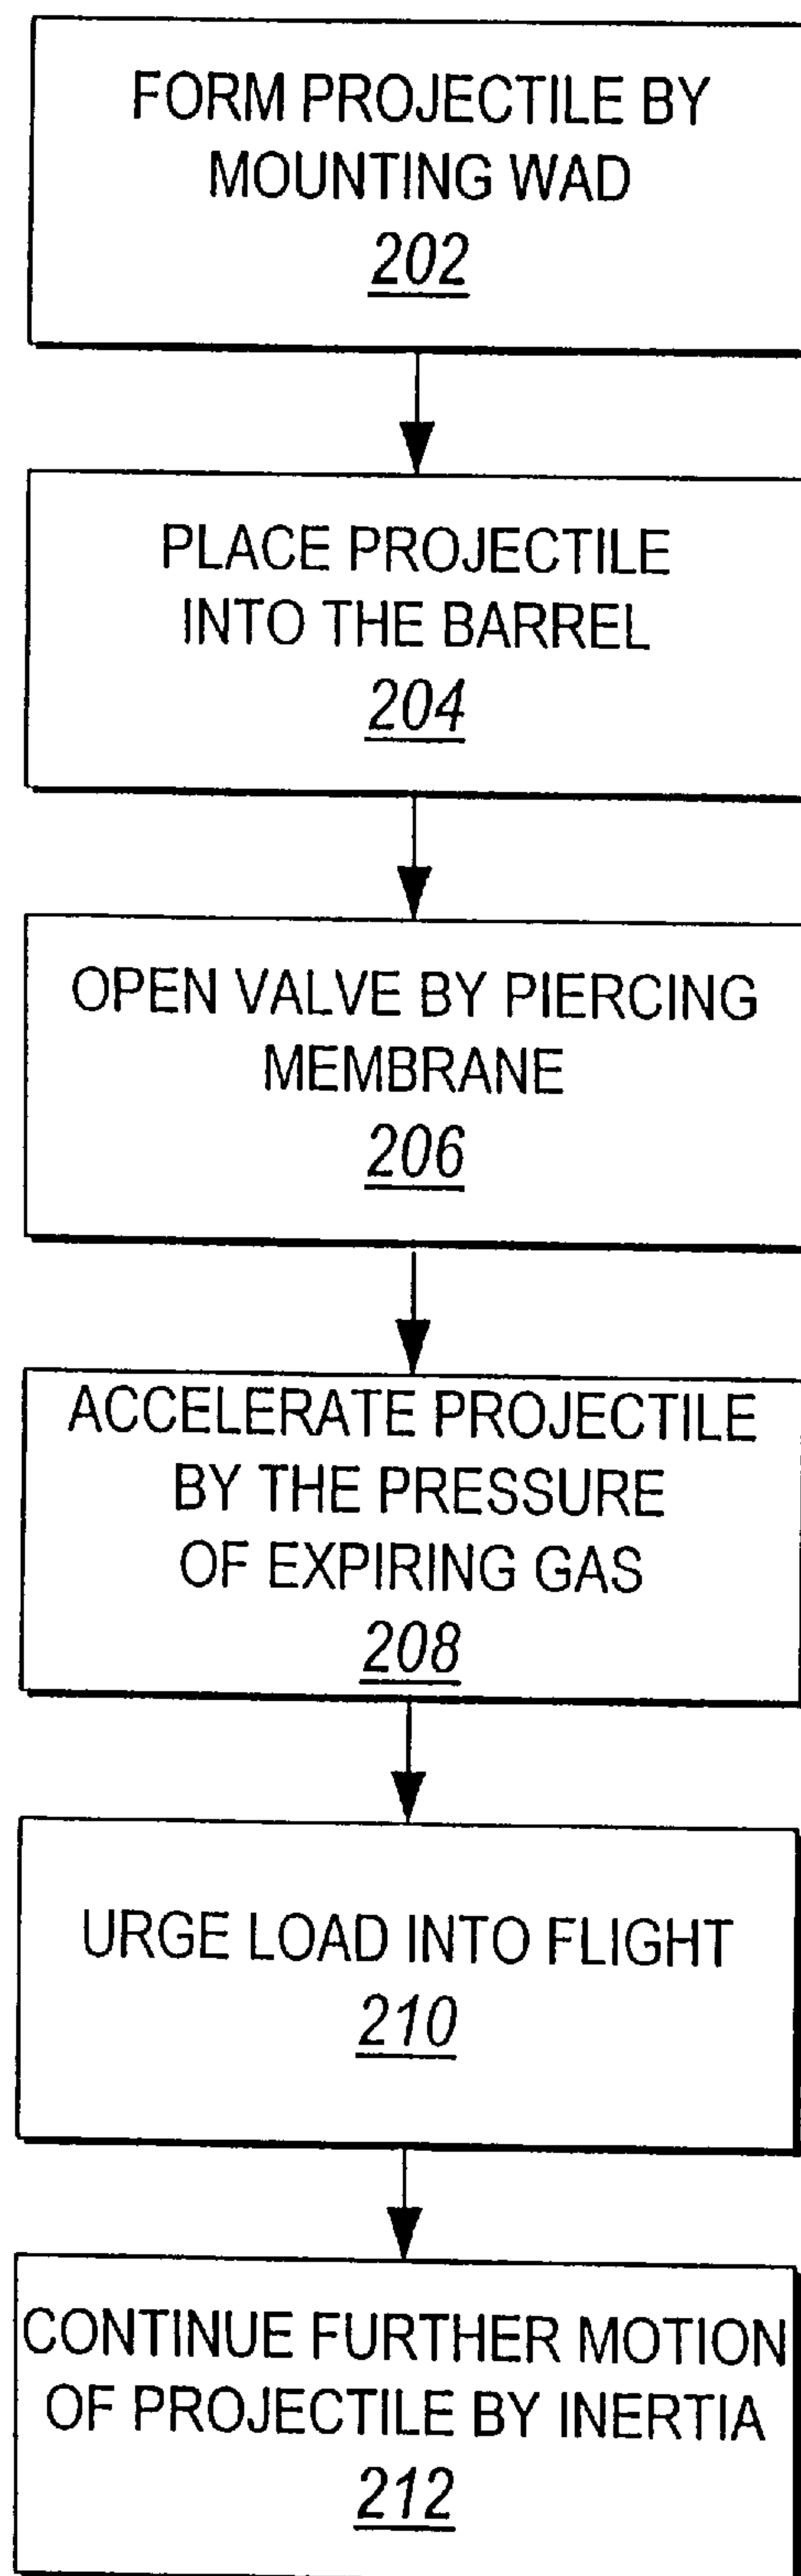 FORM PROJECTILE BY
MOUNTING WAD
202
PLACE PROJECTILE
INTO THE BARREL
204
OPEN VALVE BY PIERCING
MEMBRANE
206
ACCELERATE PROJECTILE
BY THE PRESSURE
OF EXPIRING GAS
208
URGE LOAD INTO FLIGHT
210
CONTINUE FURTHER MOTION
OF PROJECTILE BY INERTIA
212